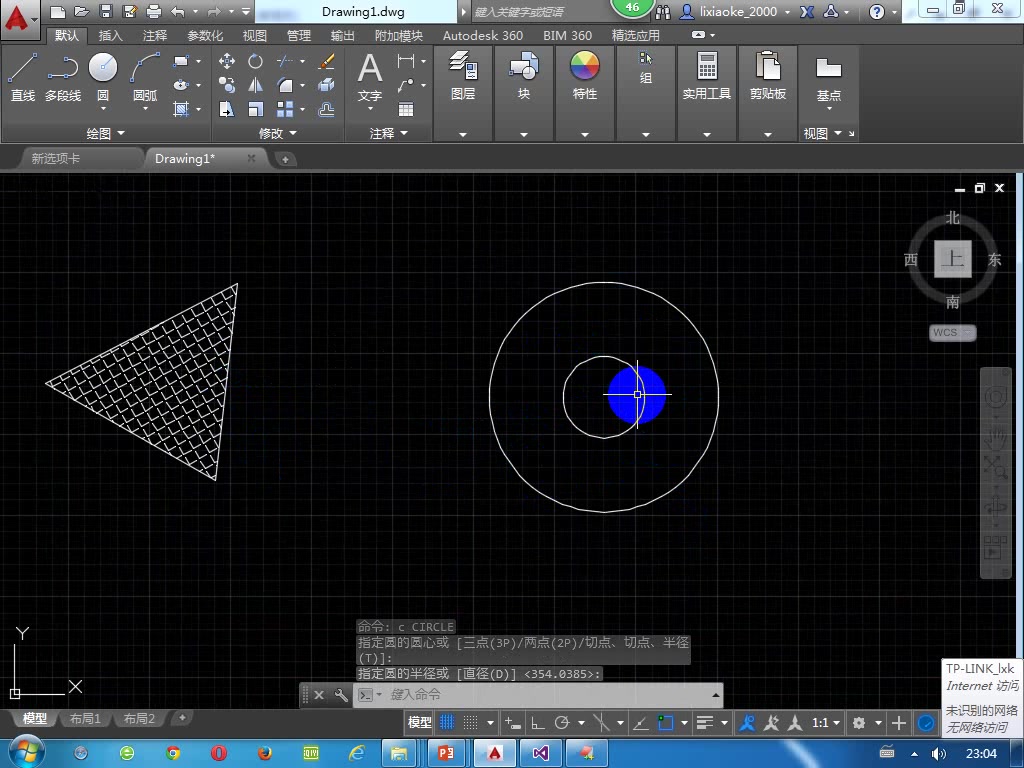 Drawing1.dwg
键入关键字或短语
46
lixiaoke_2000
默认 插入 注释 参数化 视图 管理 输出 附加模块 Autodesk 360 BIM 360 精选应用
直线 多段线 圆 圆弧
文字
图层 块 特性 组 实用工具 剪贴板 基点
绘图 修改 注释 视图
新选项卡 Drawing1*
北
西 上 东
南
WCS
命令: c CIRCLE
指定圆的圆心或 [三点(3P)/两点(2P)/切点、切点、半径
(T)]:
指定圆的半径或 [直径(D)] <354.0385>:
键入命令
Y
X
TP-LINK_lxk
Internet 访问
未识别的网络
无网络访问
模型 布局1 布局2
模型 1:1
23:04